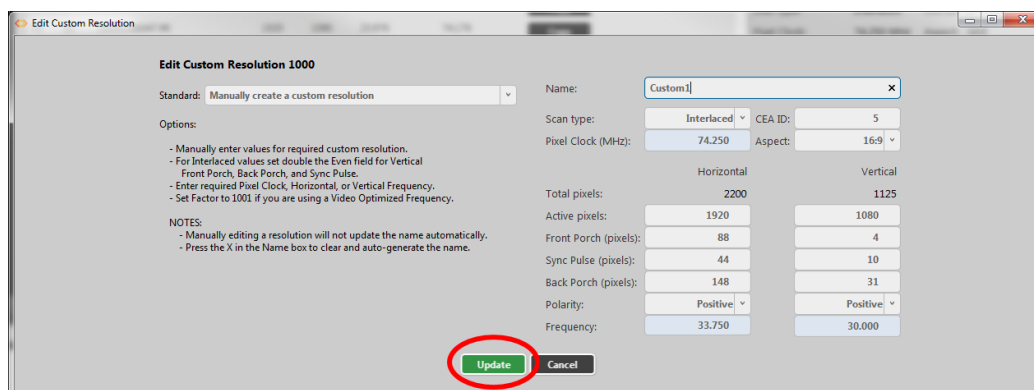 Edit Custom Resolution
Edit Custom Resolution 1000
Standard: Manually create a custom resolution
Options:
- Manually enter values for required custom resolution.
- For Interlaced values set double the Even field for Vertical
Front Porch, Back Porch, and Sync Pulse.
- Enter required Pixel Clock, Horizontal, or Vertical Frequency.
- Set Factor to 1001 if you are using a Video Optimized Frequency.
NOTES:
- Manually editing a resolution will not update the name automatically.
- Press the X in the Name box to clear and auto-generate the name.
Name: Custom1
Scan type: Interlaced CEA ID: 5
Pixel Clock (MHz): 74.250 Aspect: 16:9
Horizontal Vertical
Total pixels: 2200 1125
Active pixels: 1920 1080
Front Porch (pixels): 88 4
Sync Pulse (pixels): 44 10
Back Porch (pixels): 148 31
Polarity: Positive Positive
Frequency: 33.750 30.000
Update Cancel